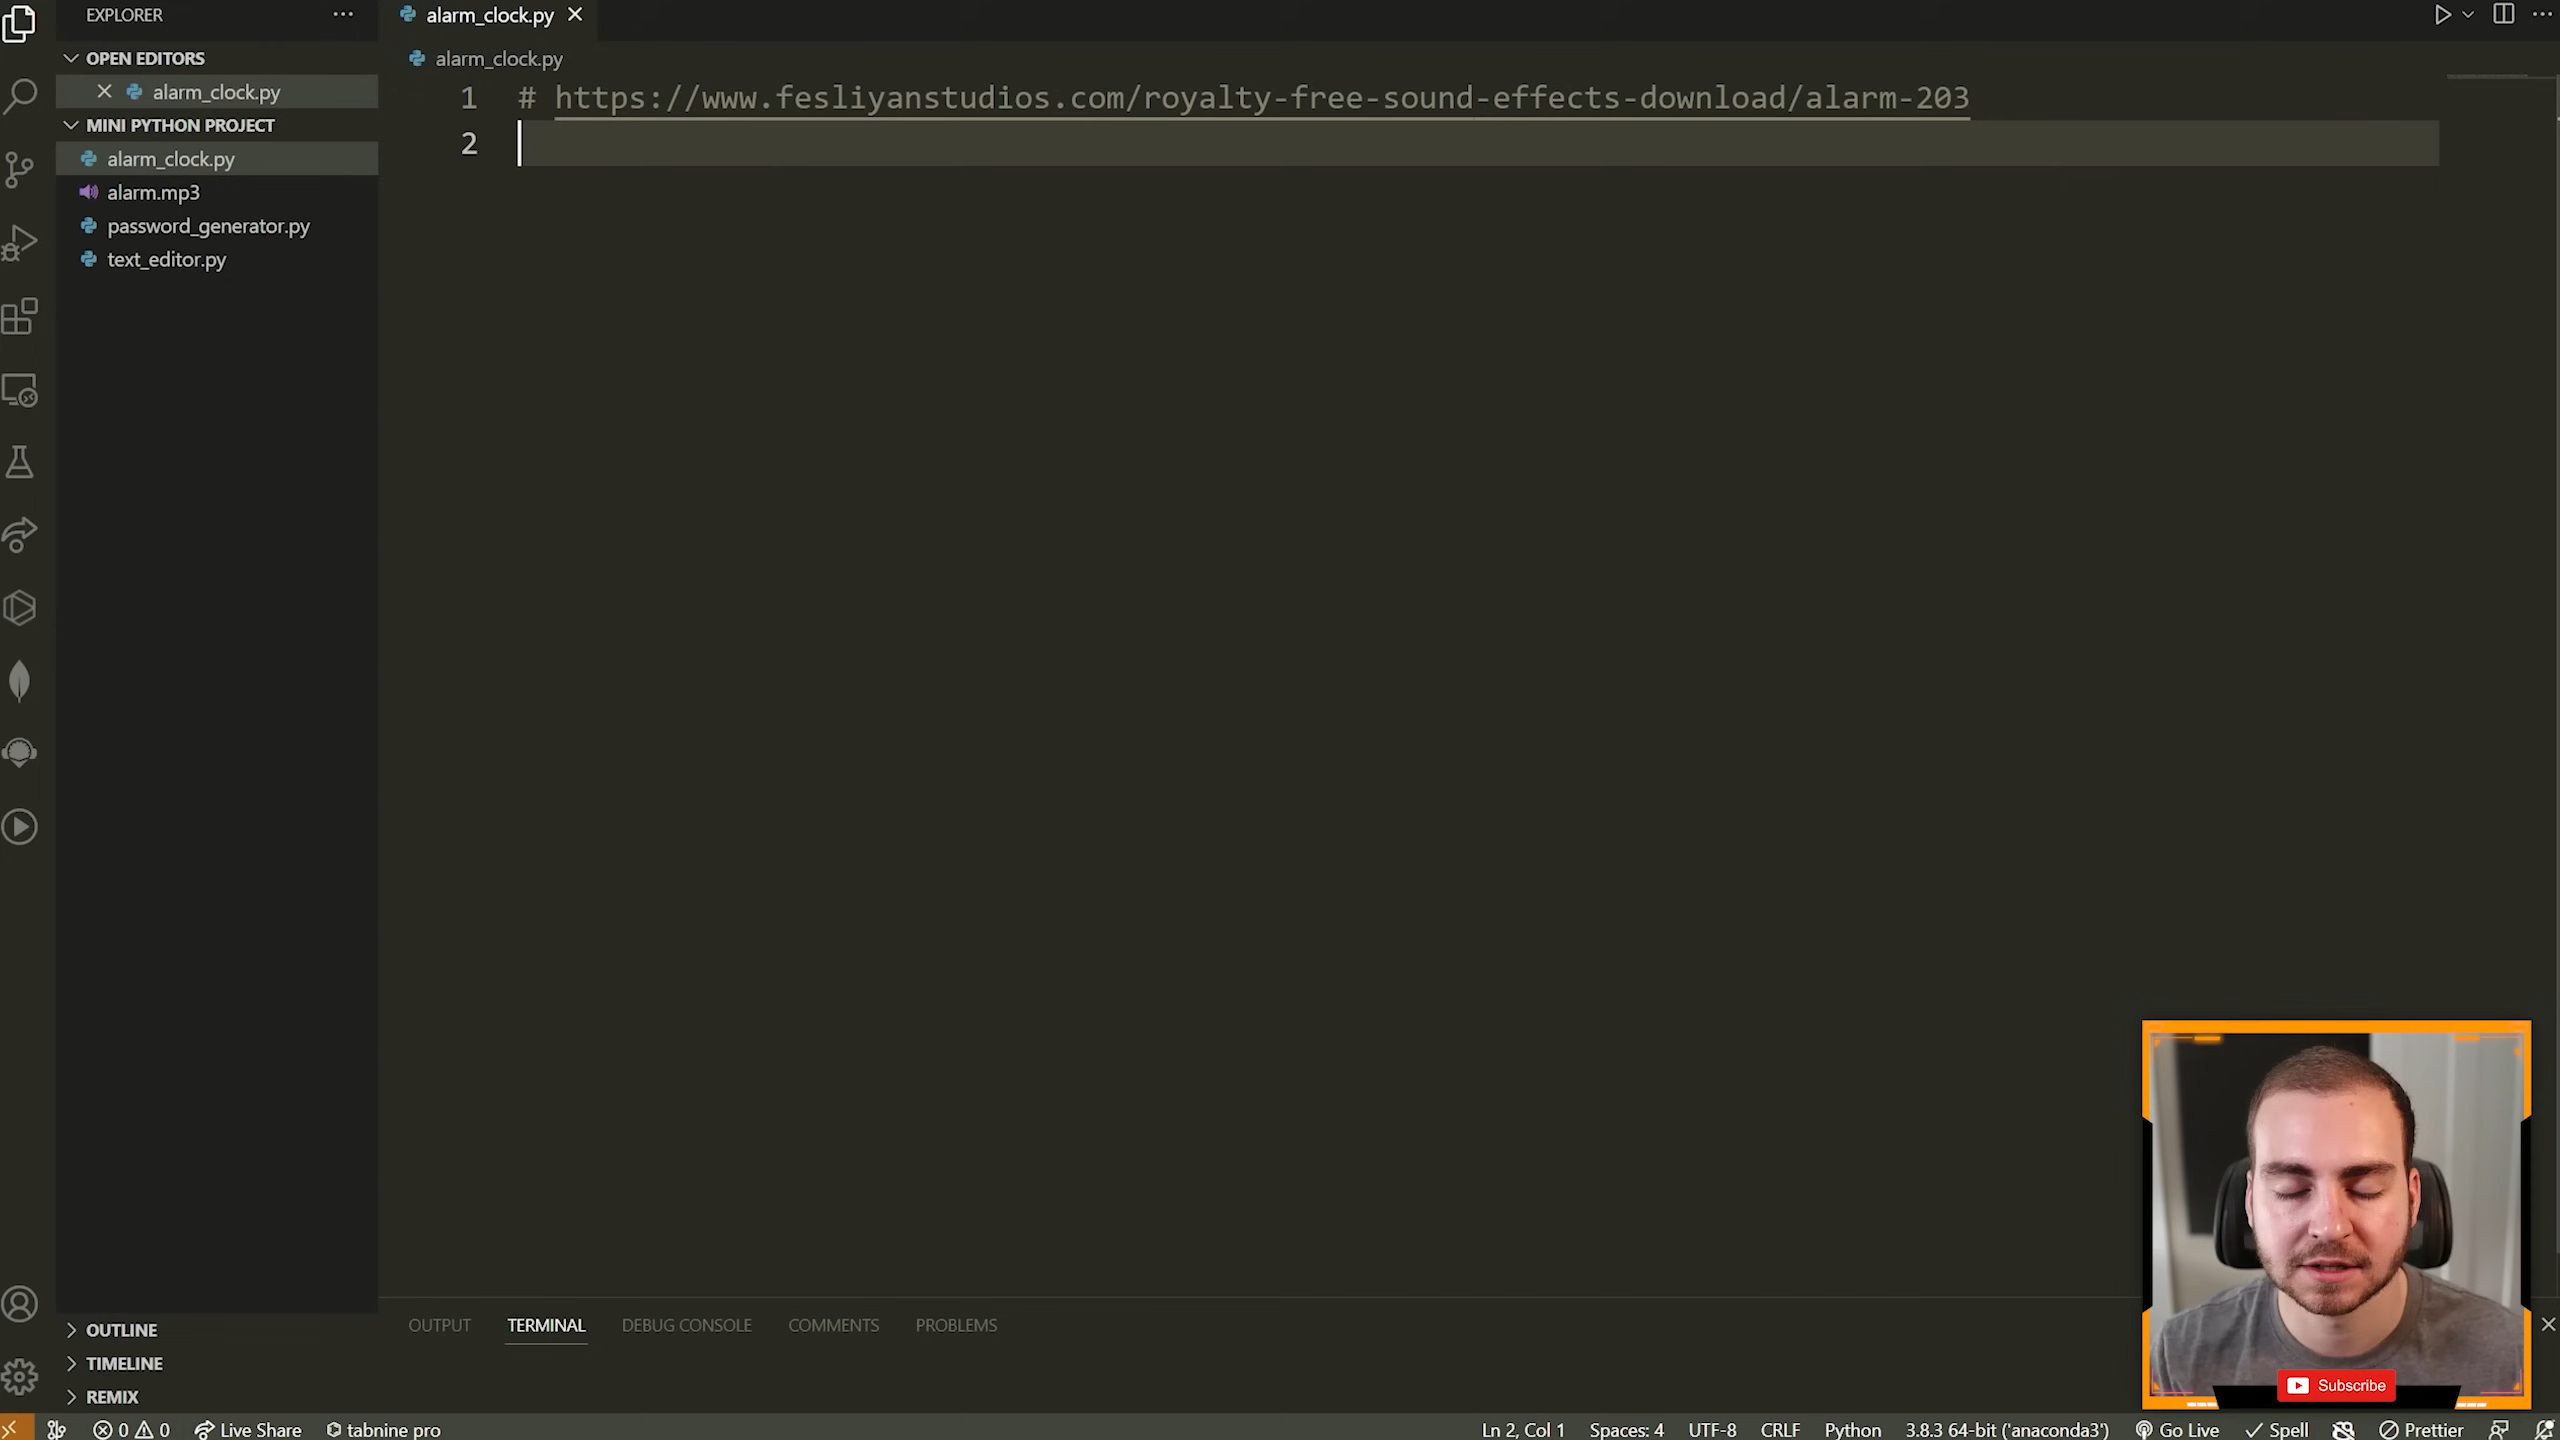 EXPLORER
OPEN EDITORS
alarm_clock.py
MINI PYTHON PROJECT
alarm_clock.py
alarm.mp3
password_generator.py
text_editor.py
OUTLINE
TIMELINE
REMIX
alarm_clock.py
alarm_clock.py
1 # https://www.fesliyanstudios.com/royalty-free-sound-effects-download/alarm-203
2
OUTPUT TERMINAL DEBUG CONSOLE COMMENTS PROBLEMS
Subscribe
0 0 Live Share tabnine pro Ln 2, Col 1 Spaces: 4 UTF-8 CRLF Python 3.8.3 64-bit ('anaconda3') Go Live Spell Prettier